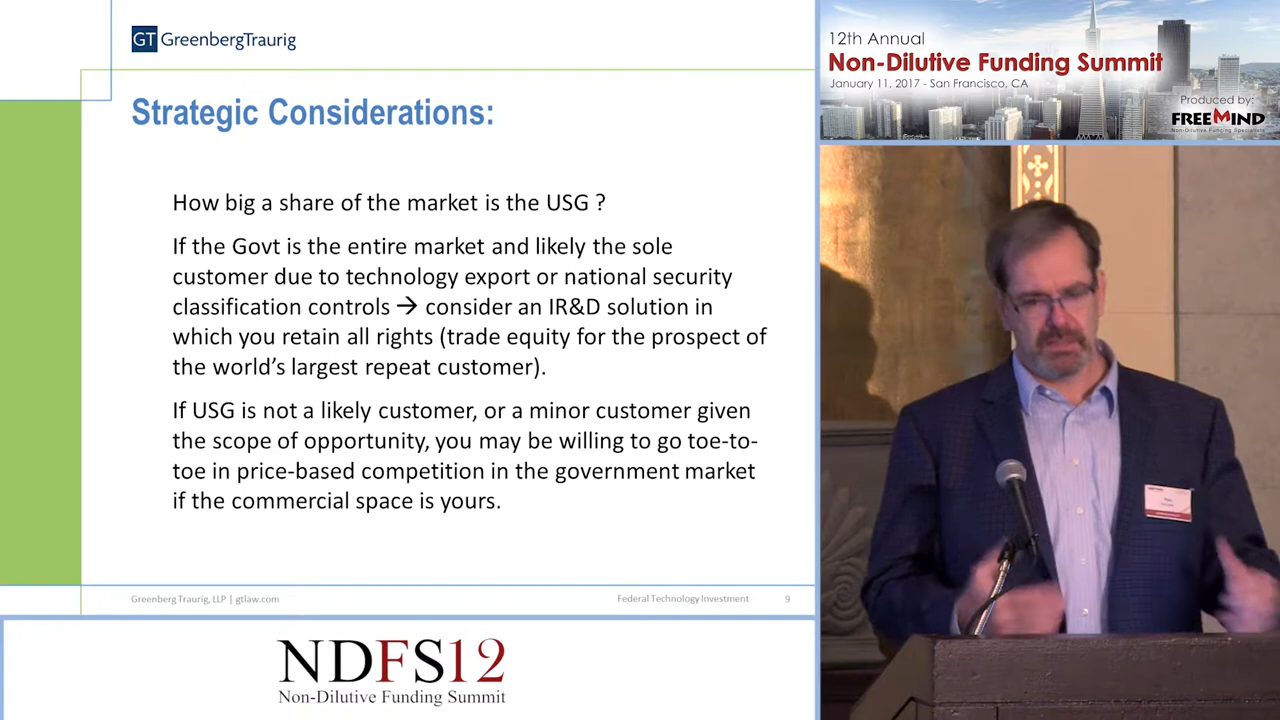 GT GreenbergTraurig
Strategic Considerations:
How big a share of the market is the USG ?
If the Govt is the entire market and likely the sole
customer due to technology export or national security
classification controls → consider an IR&D solution in
which you retain all rights (trade equity for the prospect of
the world's largest repeat customer).
If USG is not a likely customer, or a minor customer given
the scope of opportunity, you may be willing to go toe-to-
toe in price-based competition in the government market
if the commercial space is yours.
Greenberg Traurig, LLP | gtlaw.com
Federal Technology Investment 9
NDFS12
Non-Dilutive Funding Summit
12th Annual
Non-Dilutive Funding Summit
January 11, 2017 - San Francisco, CA
Produced by:
FREEMIND
Non-Dilutive Funding Specialists